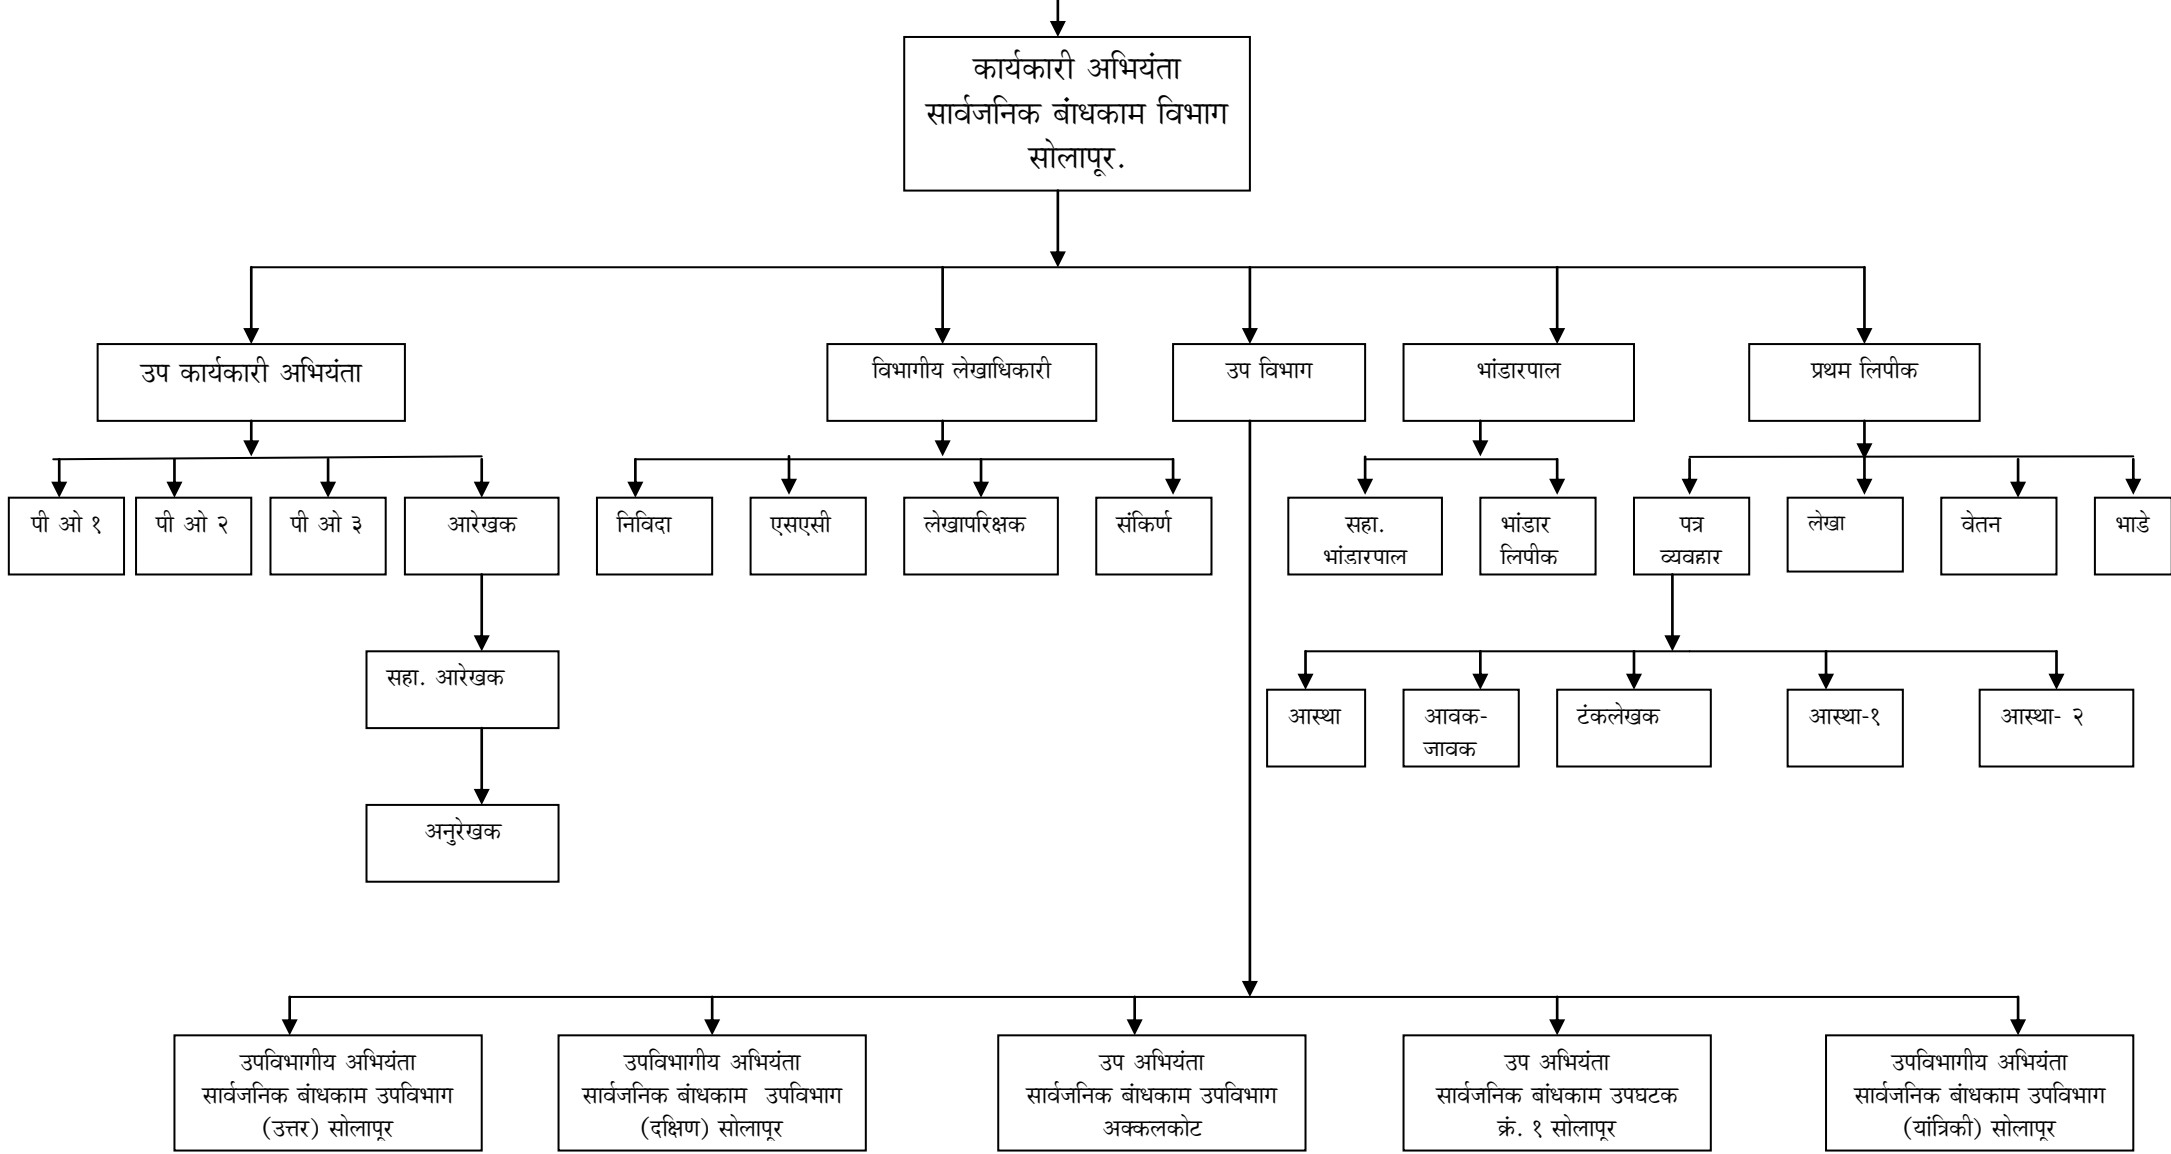 कार्यकारी अभियंता
सार्वजनिक बांधकाम विभाग
सोलापूर.
उप कार्यकारी अभियंता
विभागीय लेखाधिकारी
उप विभाग
भांडारपाल
प्रथम लिपीक
पी ओ १
पी ओ २
पी ओ ३
आरेखक
निविदा
एसएसी
लेखापरिक्षक
संकिर्ण
सहा.
भांडारपाल
भांडार
लिपीक
पत्र
व्यवहार
लेखा
वेतन
भाडे
सहा. आरेखक
आस्था
आवक-
जावक
टंकलेखक
आस्था-१
आस्था- २
अनुरेखक
उपविभागीय अभियंता
सार्वजनिक बांधकाम उपविभाग
(उत्तर) सोलापूर
उपविभागीय अभियंता
सार्वजनिक बांधकाम उपविभाग
(दक्षिण) सोलापूर
उप अभियंता
सार्वजनिक बांधकाम उपविभाग
अक्कलकोट
उप अभियंता
सार्वजनिक बांधकाम उपघटक
क्रं. १ सोलापूर
उपविभागीय अभियंता
सार्वजनिक बांधकाम उपविभाग
(यांत्रिकी) सोलापूर